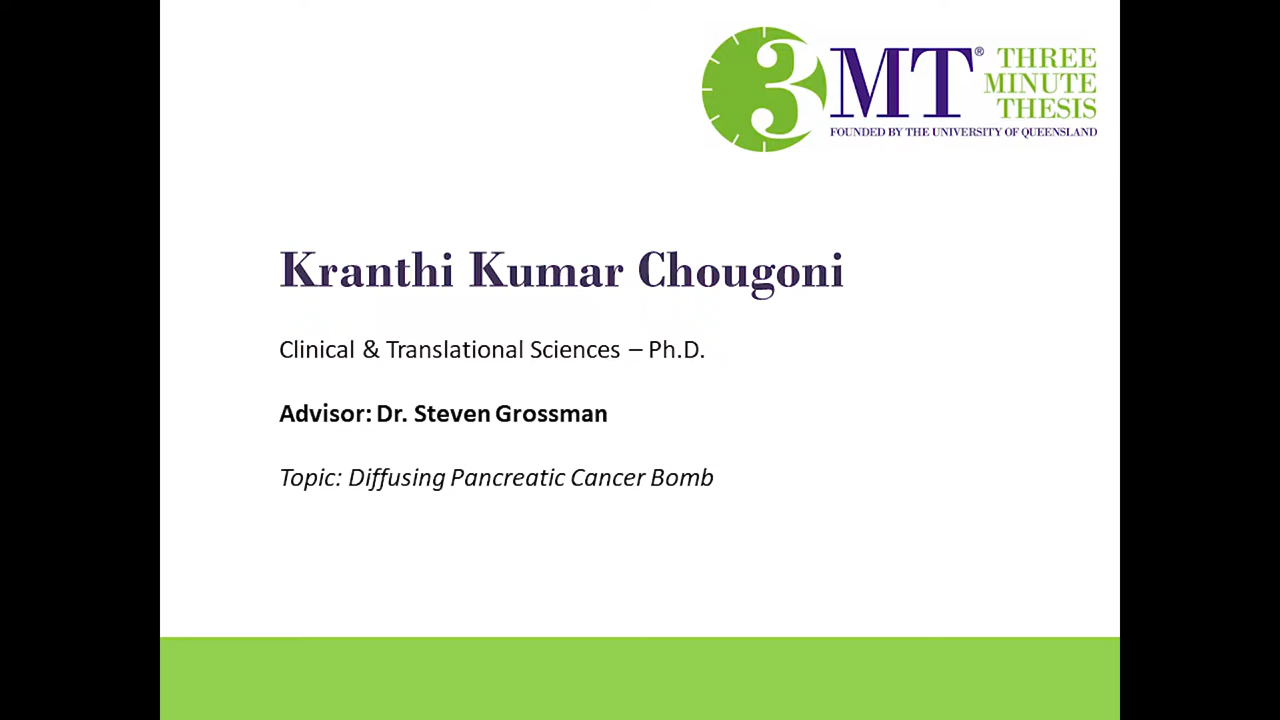 3MT® THREE
MINUTE
THESIS
FOUNDED BY THE UNIVERSITY OF QUEENSLAND
Kranthi Kumar Chougoni
Clinical & Translational Sciences – Ph.D.
Advisor: Dr. Steven Grossman
Topic: Diffusing Pancreatic Cancer Bomb